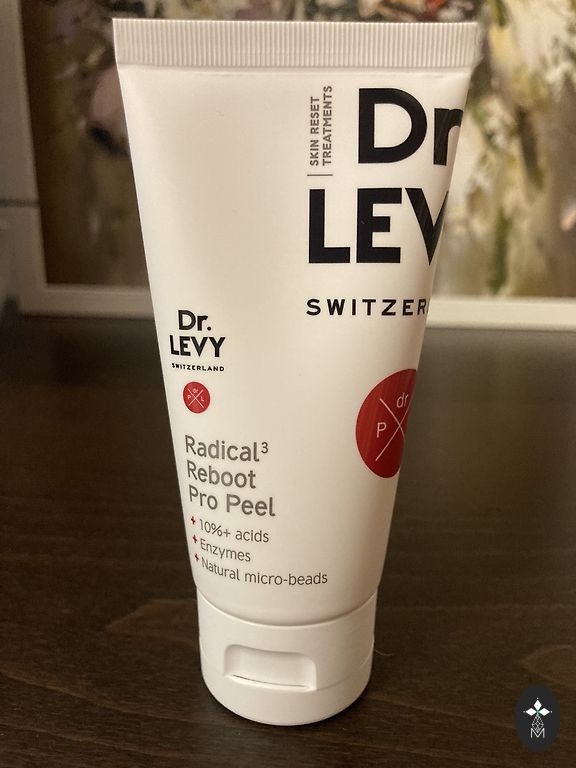 SKIN RESET
TREATMENTS
Dr
LEV
SWITZER
dr
P
Dr.
LEVY
SWITZERLAND
dr
P L
Radical³
Reboot
Pro Peel
+ 10%+ acids
+ Enzymes
+ Natural micro-beads
M